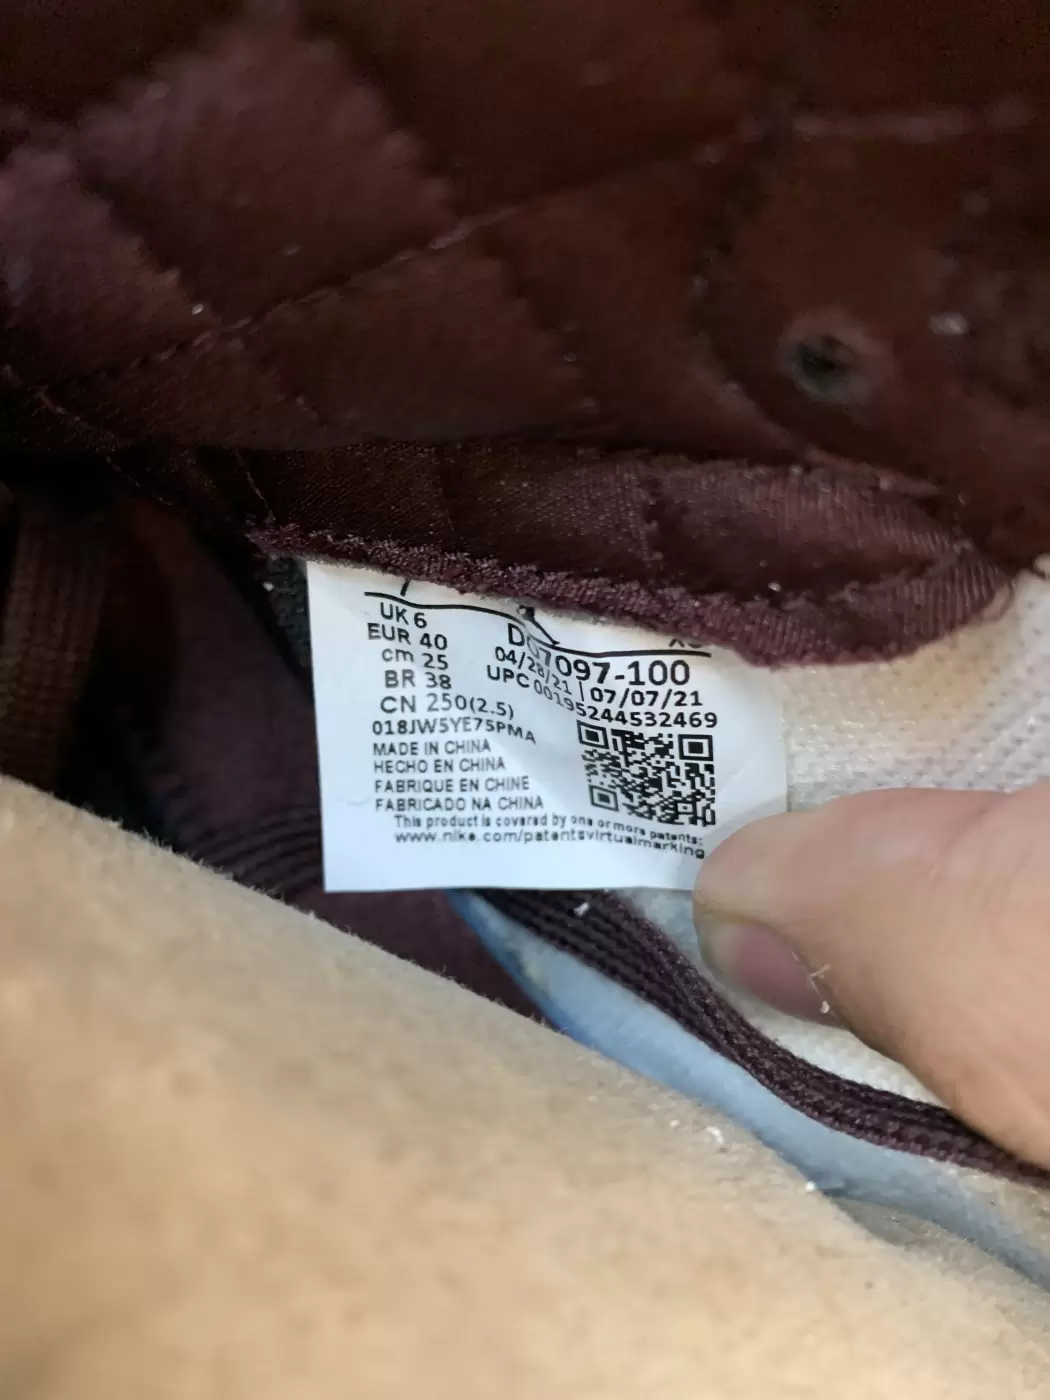 UK 6
EUR 40
cm 25
BR 38
CN 250(2.5)
018JW5YE75PMA
MADE IN CHINA
HECHO EN CHINA
FABRIQUE EN CHINE
FABRICADO NA CHINA
DO7097-100
04/28/21 | 07/07/21
UPC 00195244532469
This product is covered by one or more patents:
www.nike.com/patentsvirtualmarking